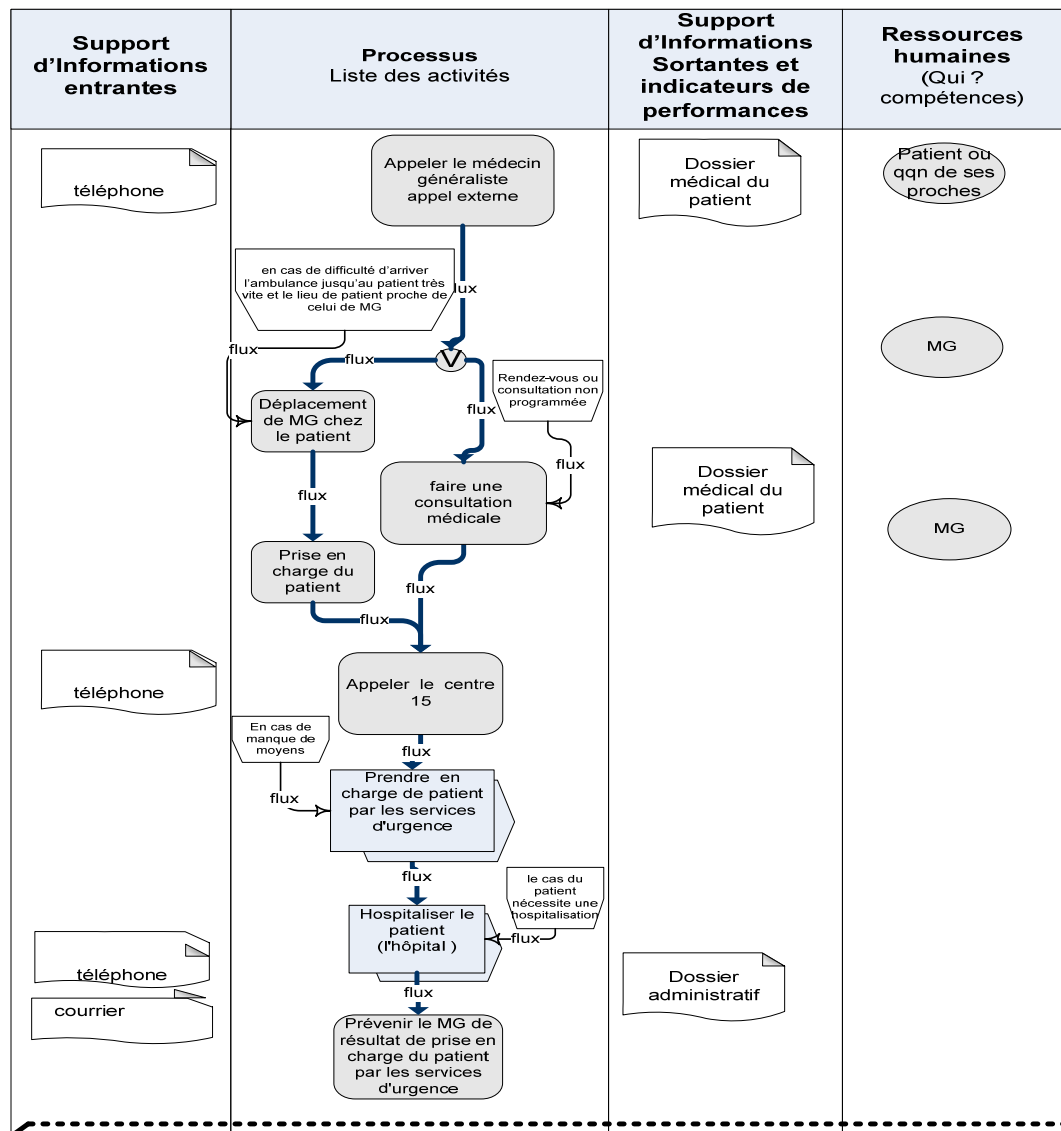 Support
d'Informations
entrantes
Processus
Liste des activités
Support
d'Informations
Sortantes et
indicateurs de
performances
Ressources
humaines
(Qui ?
compétences)
téléphone
Appeler le médecin
généraliste
appel externe
Dossier
médical du
patient
Patient ou
qqn de ses
proches
en cas de difficulté d'arriver
l'ambulance jusqu'au patient très
vite et le lieu de patient proche de
celui de MG
flux
flux
flux
V
MG
Rendez-vous ou
consultation non
programmée
Déplacement
de MG chez
le patient
flux
flux
flux
faire une
consultation
médicale
Dossier
médical du
patient
MG
Prise en
charge du
patient
flux
flux
téléphone
Appeler le centre
15
En cas de
manque de
moyens
flux
flux
Prendre en
charge de patient
par les services
d'urgence
flux
le cas du
patient
nécessite une
hospitalisation
Hospitaliser le
patient
(l'hôpital )
flux
téléphone
courrier
flux
Dossier
administratif
Prévenir le MG de
résultat de prise en
charge du patient
par les services
d'urgence